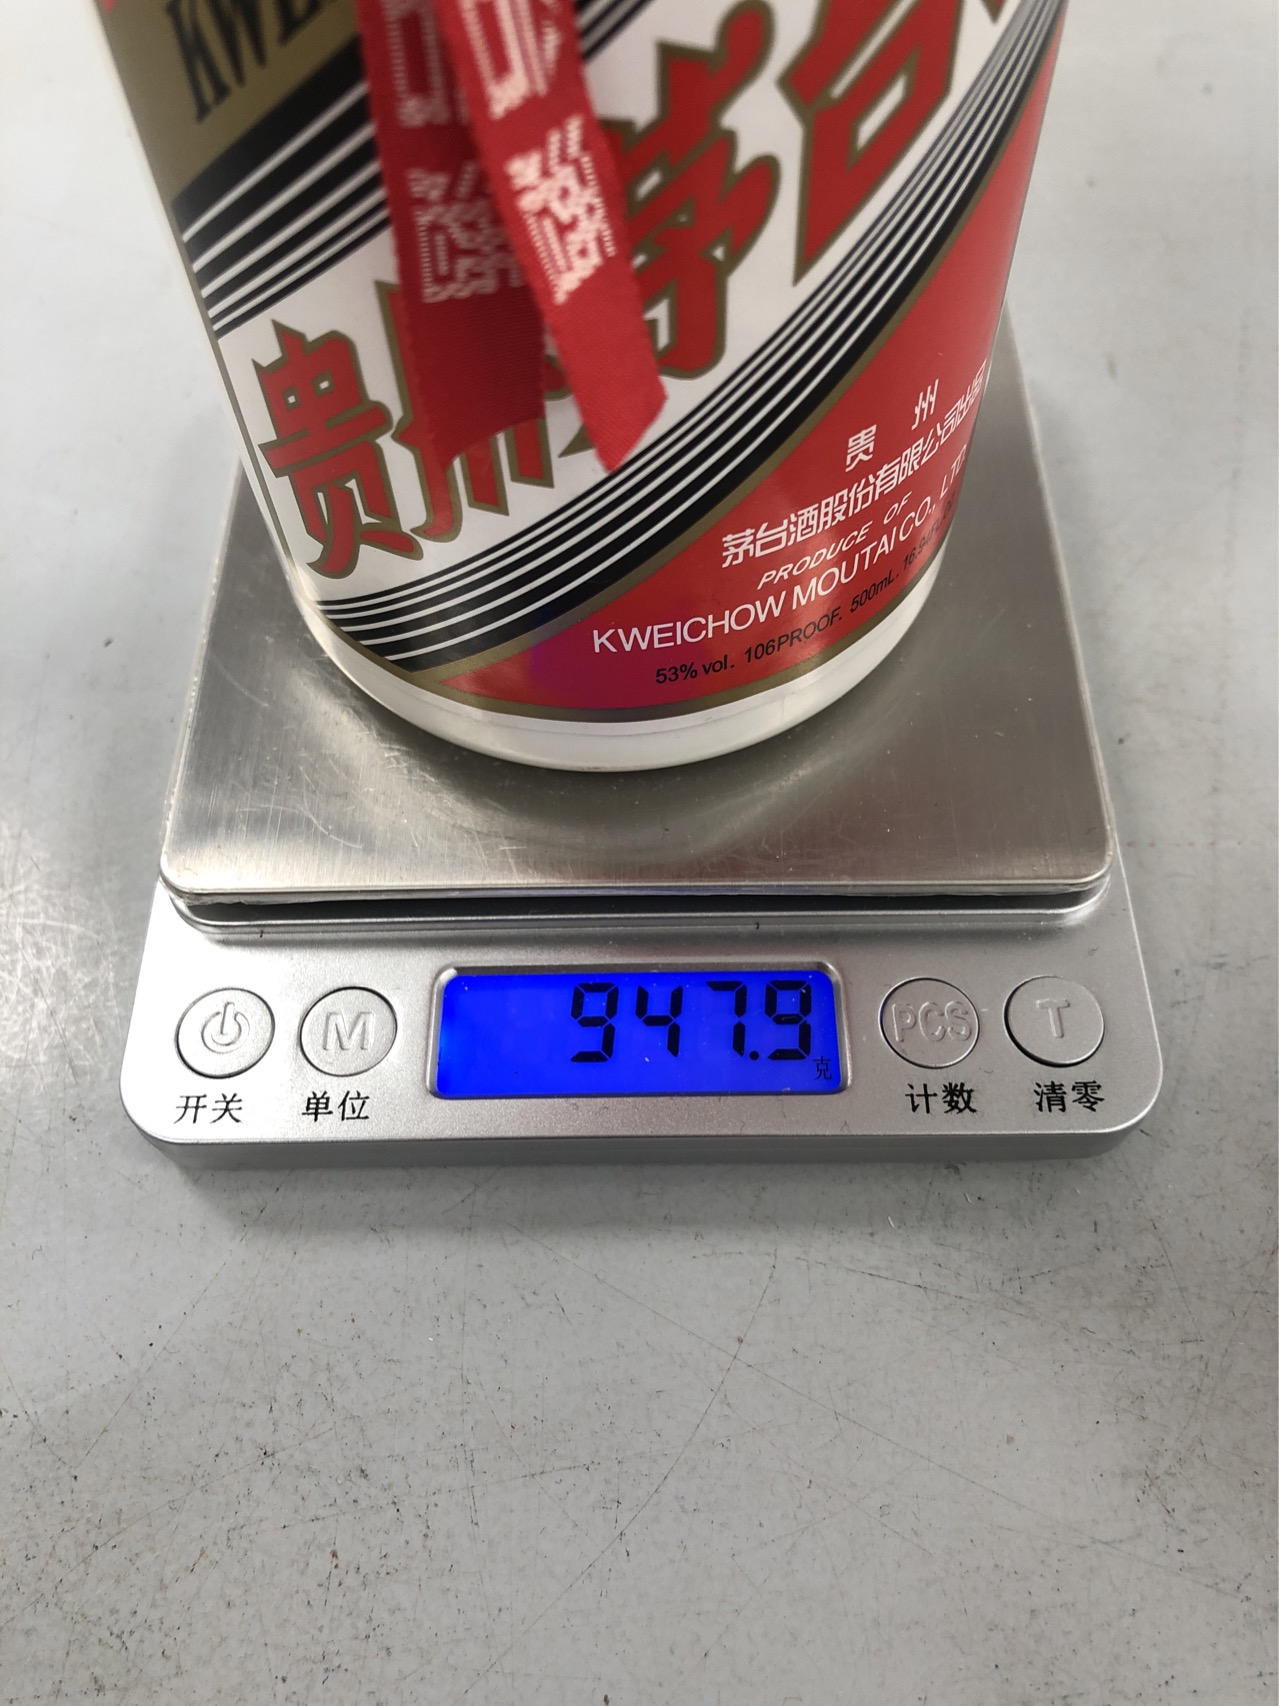 贵州茅台
贵州
茅台酒股份有限公司出品
PRODUCE OF
KWEICHOW MOUTAI CO., LTD
53% vol. 106PROOF. 500mL.
947.9
克
M
PCS
T
开关
单位
计数
清零